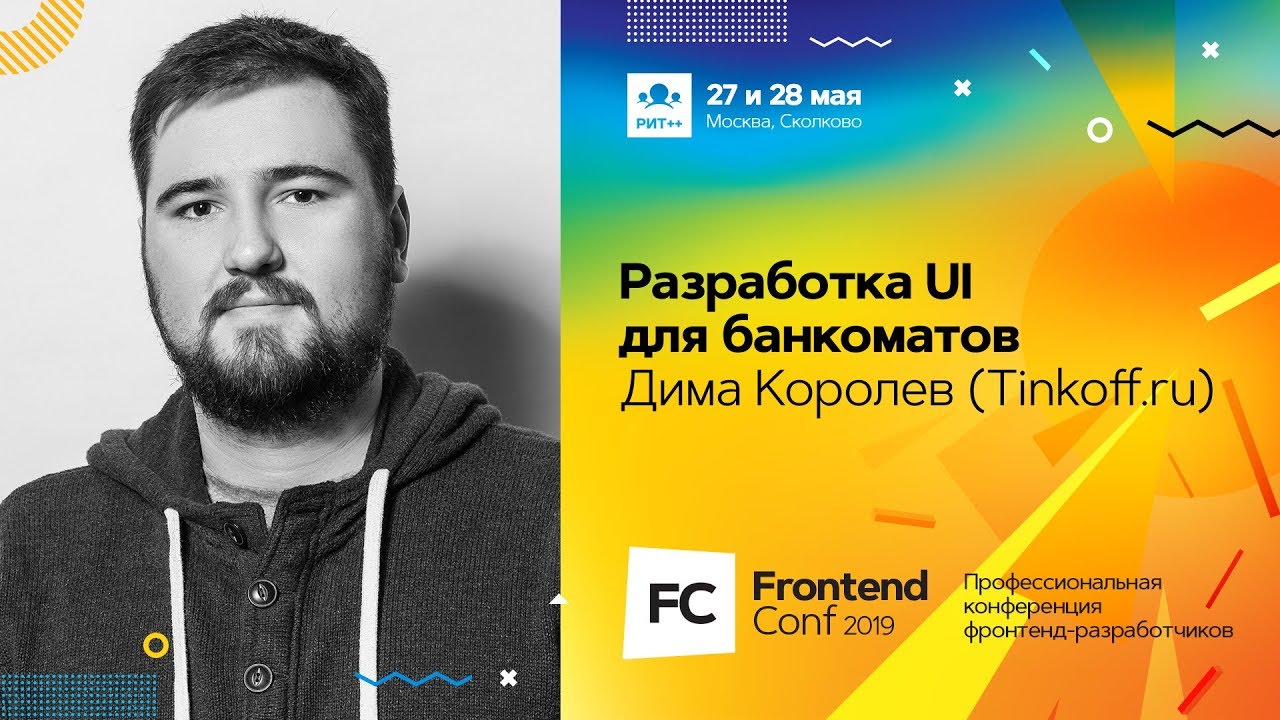 РИТ++
27 и 28 мая
Москва, Сколково
Разработка UI
для банкоматов
Дима Королев (Tinkoff.ru)
FC
Frontend
Conf 2019
Профессиональная
конференция
фронтенд-разработчиков